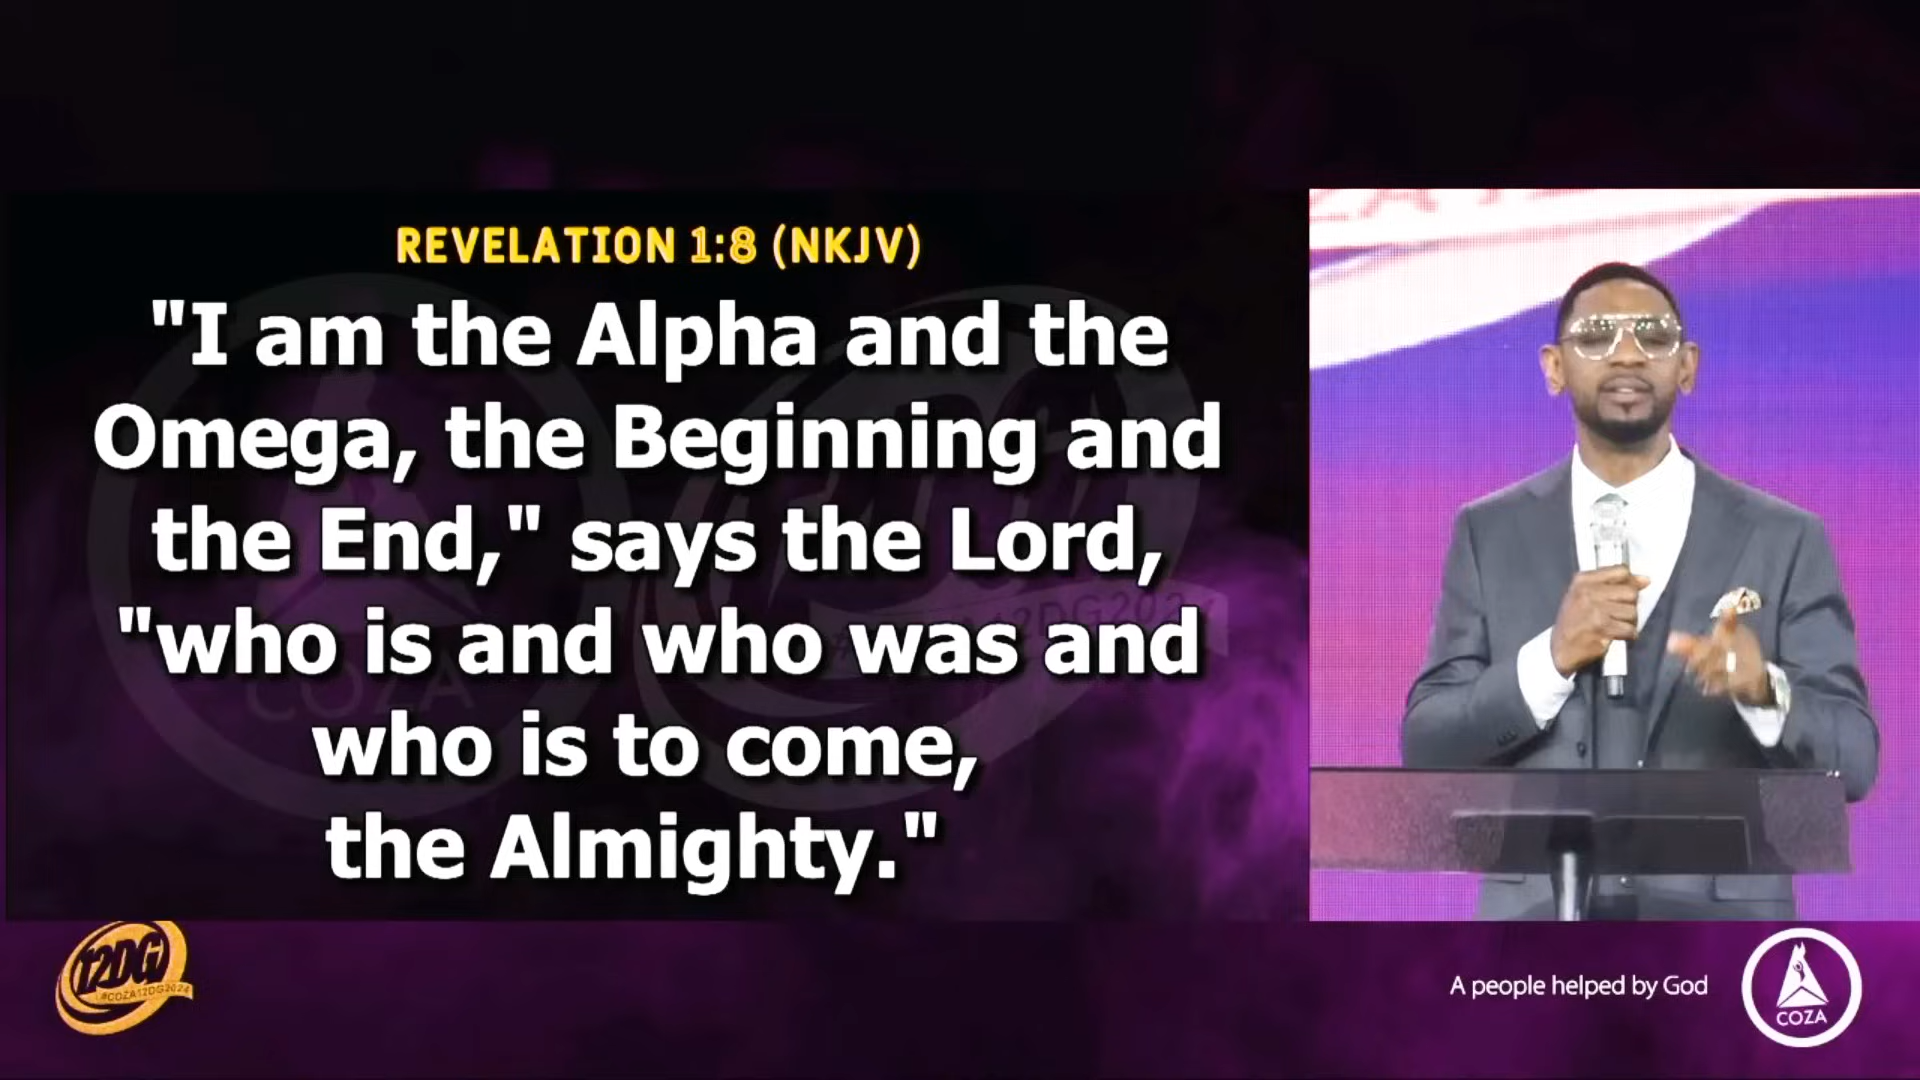 REVELATION 1:8 (NKJV)
"I am the Alpha and the
Omega, the Beginning and
the End," says the Lord,
"who is and who was and
who is to come,
the Almighty."
12DG
#COZA12DG2024
A people helped by God
COZA